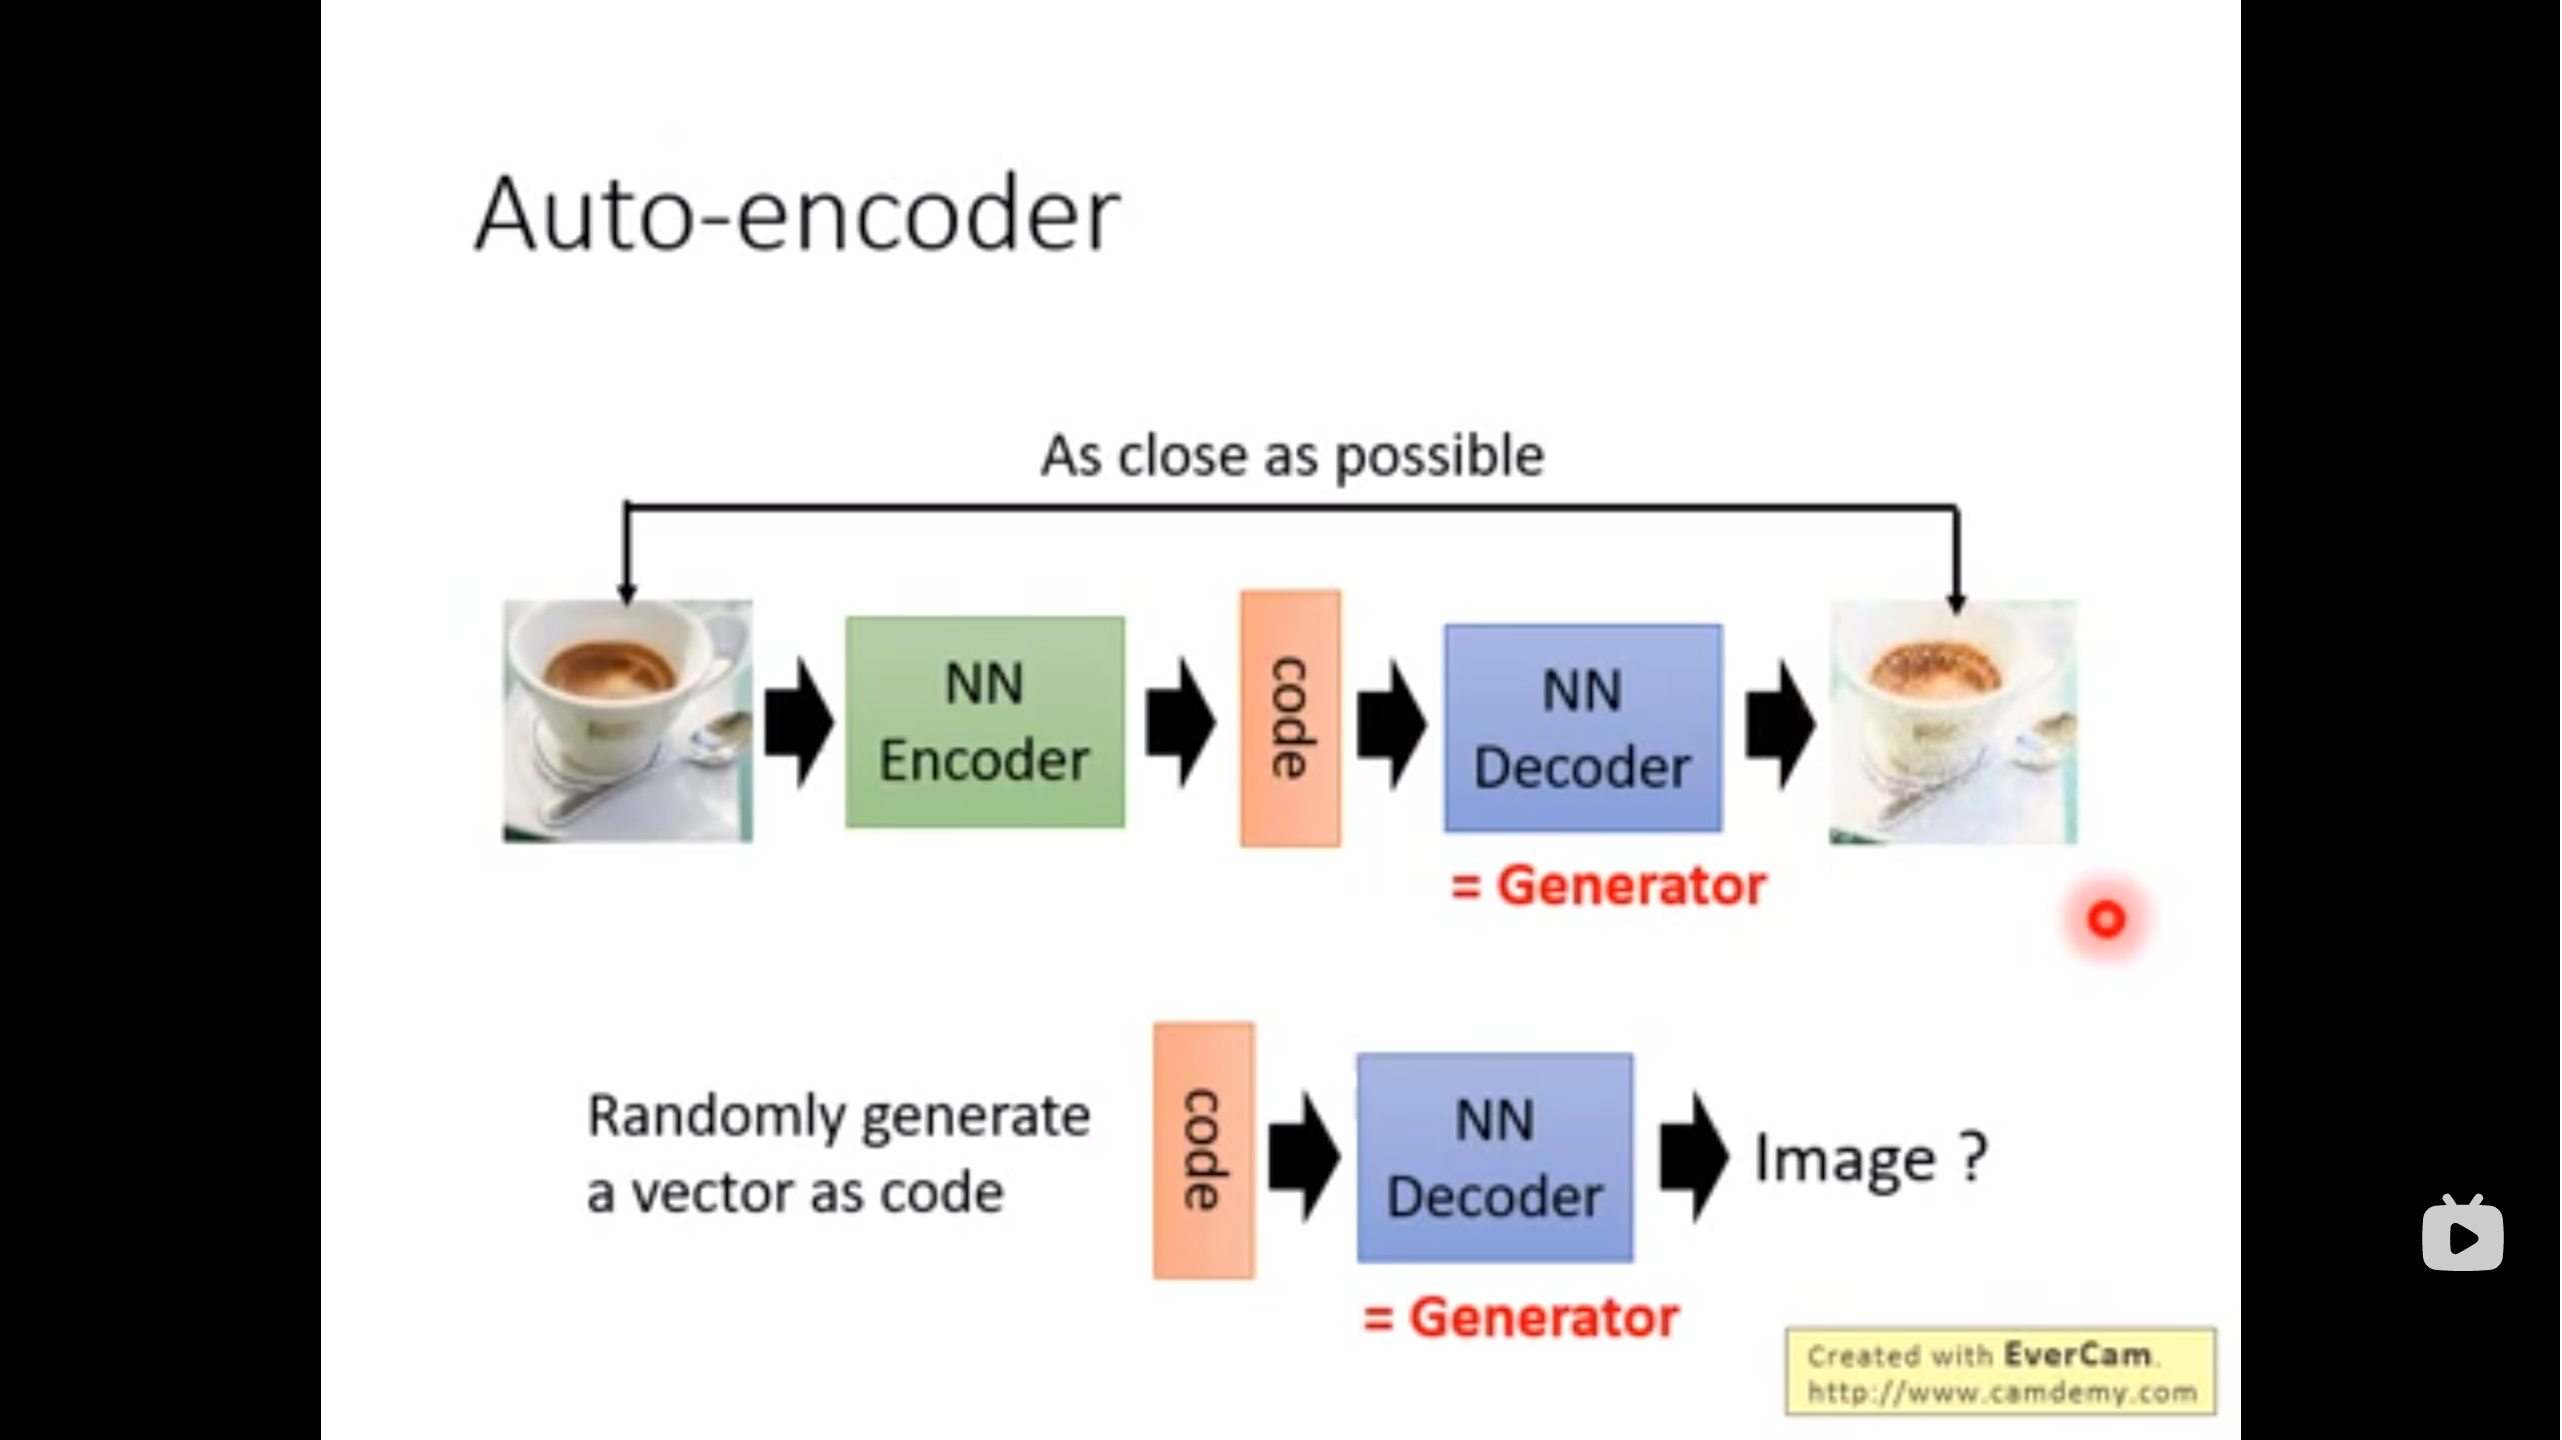 Auto-encoder
As close as possible
NN
Encoder
code
NN
Decoder
= Generator
Randomly generate
a vector as code
code
NN
Decoder
Image ?
= Generator
Created with EverCam.
http://www.camdemy.com